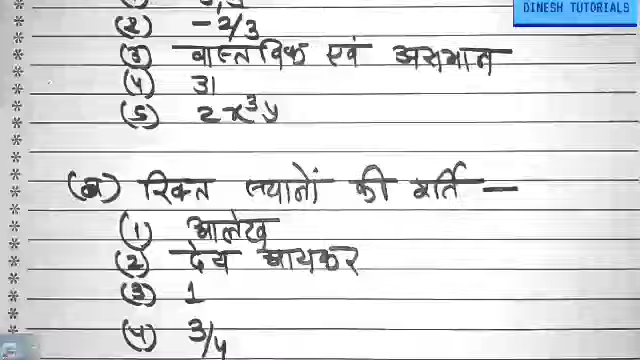 DINESH TUTORIALS
(2) -2/3
(3) वास्तविक एवं असमान
(4) 31
(5) 2x³y
(ब) रिक्त स्थानों की पूर्ति —
(1) आलेख
(2) देय आयकर
(3) 1
(4) 3/4